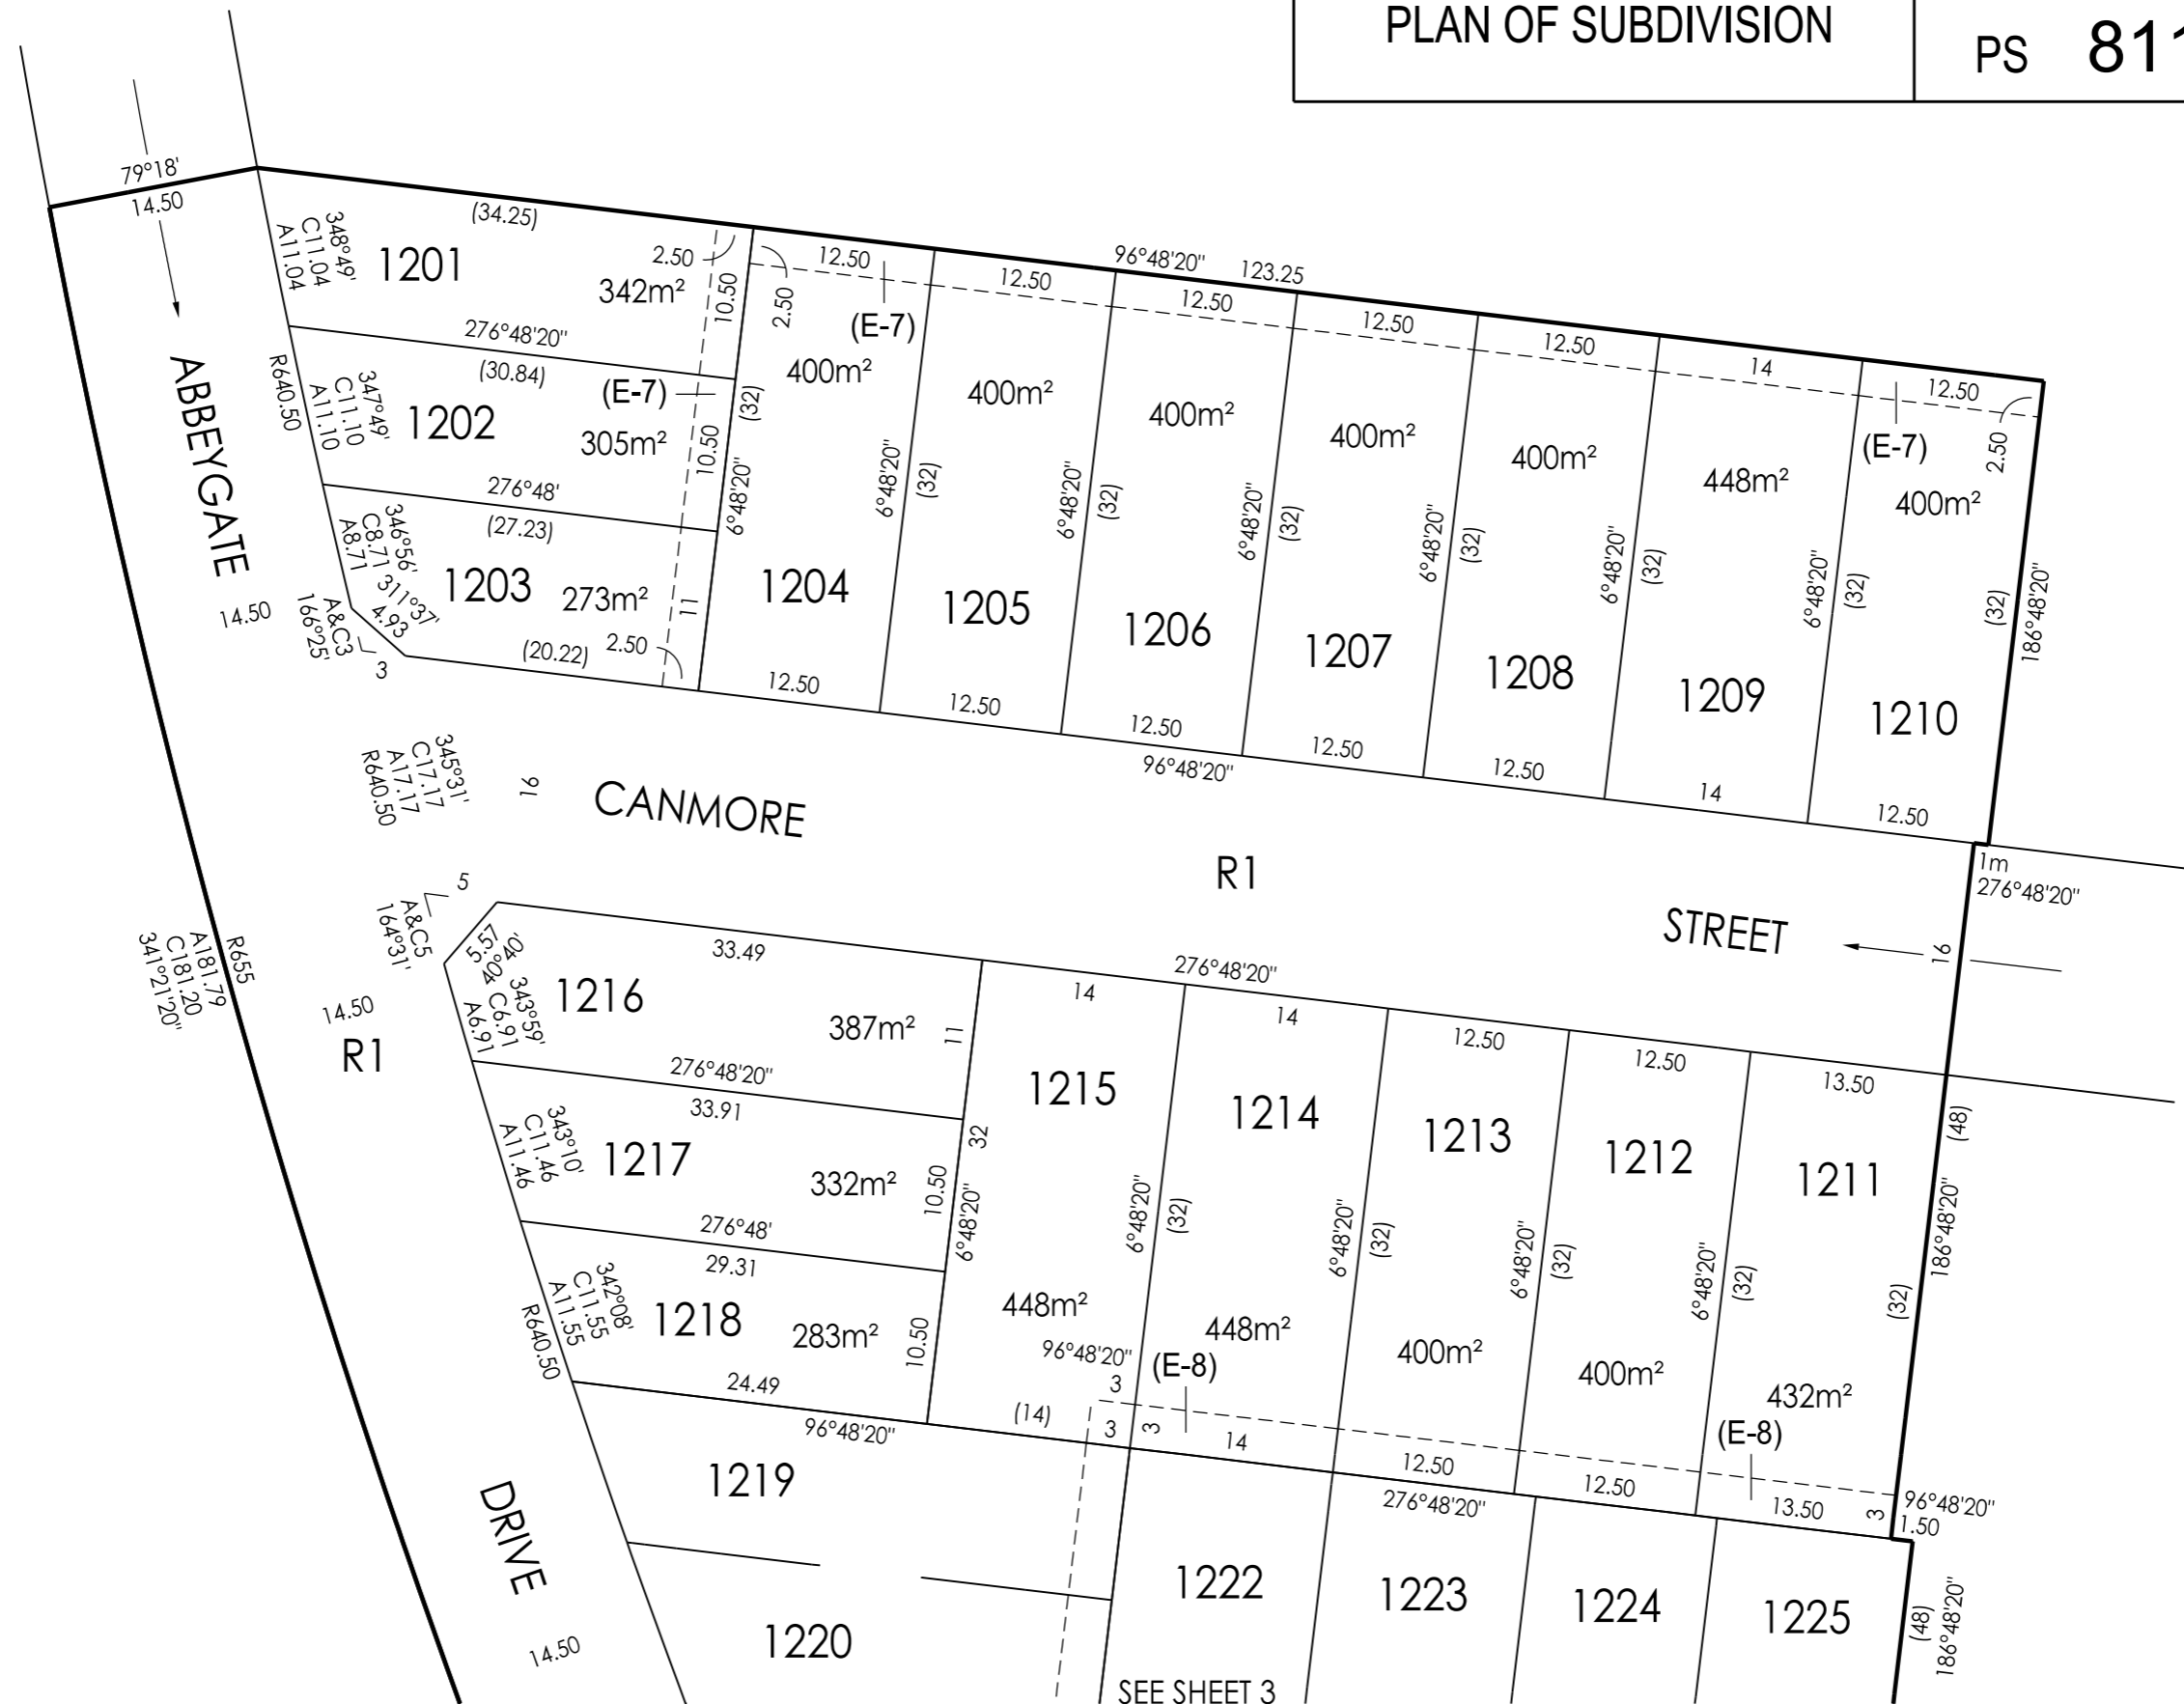 PLAN OF SUBDIVISION
PS 811
79°18'
14.50
(34.25)
96°48'20" 123.25
348°49'
C11.04
A11.04
1201
342m²
2.50
10.50
2.50
12.50
(E-7)
12.50
12.50
12.50
12.50
14
12.50
276°48'20"
(30.84)
R640.50
347°49'
C11.10
A11.10
1202
305m²
(E-7)
10.50
(32)
6°48'20"
276°48'
(27.23)
346°56'
C8.71
A8.71
311°37'
4.93
1203
273m²
11
(20.22)
2.50
A&C3
166°25'
3
14.50
ABBEYGATE
400m²
1204
12.50
6°48'20"
(32)
400m²
1205
12.50
6°48'20"
(32)
400m²
1206
12.50
6°48'20"
(32)
400m²
1207
12.50
6°48'20"
(32)
400m²
1208
12.50
6°48'20"
(32)
448m²
1209
14
6°48'20"
(32)
(E-7)
2.50
400m²
1210
12.50
(32)
186°48'20"
96°48'20"
345°31'
C17.17
A17.17
R640.50
16
CANMORE
R1
STREET
1m
276°48'20"
16
5
A&C5
164°31'
5.57
40°40'
343°59'
C6.91
A6.91
33.49
276°48'20"
1216
387m²
11
R655
A181.79
C181.20
341°21'20"
14.50
R1
276°48'20"
33.91
343°10'
C11.46
A11.46
1217
332m²
10.50
32
6°48'20"
276°48'
29.31
342°08'
C11.55
A11.55
R640.50
1218
283m²
10.50
24.49
96°48'20"
14
1215
448m²
96°48'20"
3
(14)
3
3
6°48'20"
(32)
14
1214
448m²
(E-8)
14
6°48'20"
(32)
12.50
1213
400m²
12.50
6°48'20"
(32)
12.50
1212
400m²
12.50
6°48'20"
(32)
13.50
1211
432m²
(E-8)
13.50
(32)
(48)
186°48'20"
3
96°48'20"
1.50
276°48'20"
1219
1220
DRIVE
14.50
1222
1223
1224
1225
(48)
186°48'20"
SEE SHEET 3